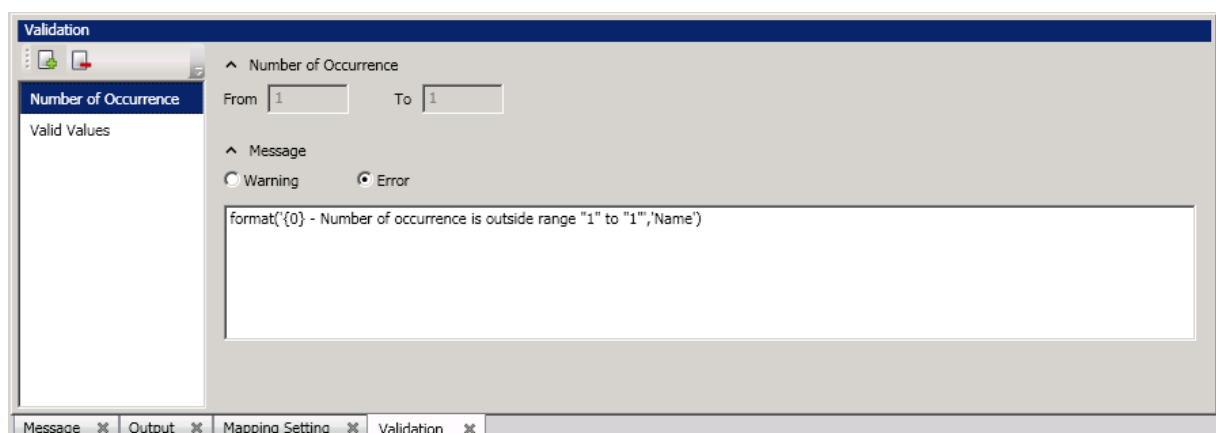 Validation
Number of Occurrence
Valid Values
Number of Occurrence
From 1 To 1
Message
Warning Error
format('{0} - Number of occurrence is outside range "1" to "1"','Name')
Message Output Mapping Setting Validation